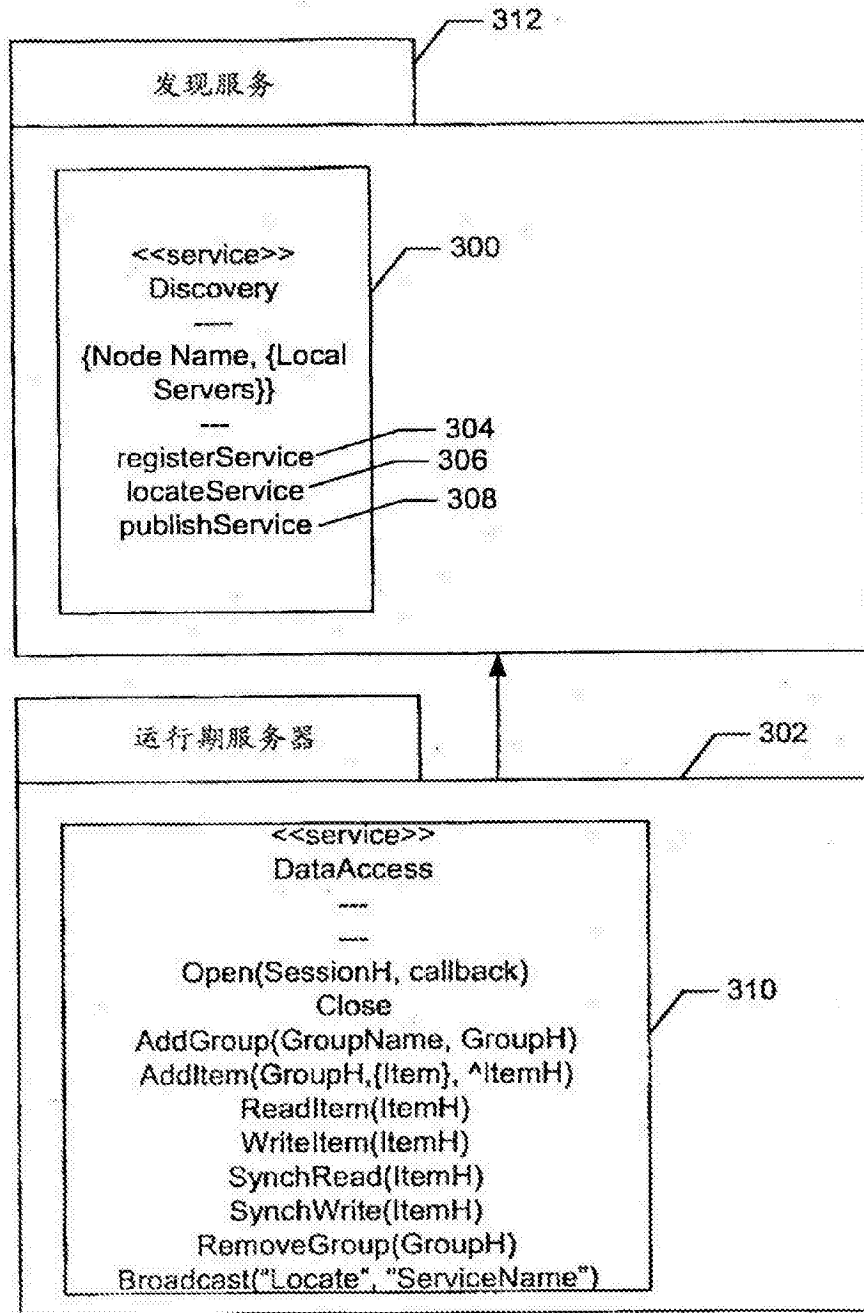 312
发现服务
<<service>>
Discovery
----
{Node Name, {Local
Servers}}
---
registerService
locateService
publishService
300
304
306
308
运行期服务器
302
<<service>>
DataAccess
---
---
Open(SessionH, callback)
Close
AddGroup(GroupName, GroupH)
AddItem(GroupH,{Item}, ^ItemH)
ReadItem(ItemH)
WriteItem(ItemH)
SynchRead(ItemH)
SynchWrite(ItemH)
RemoveGroup(GroupH)
Broadcast("Locate", "ServiceName")
310